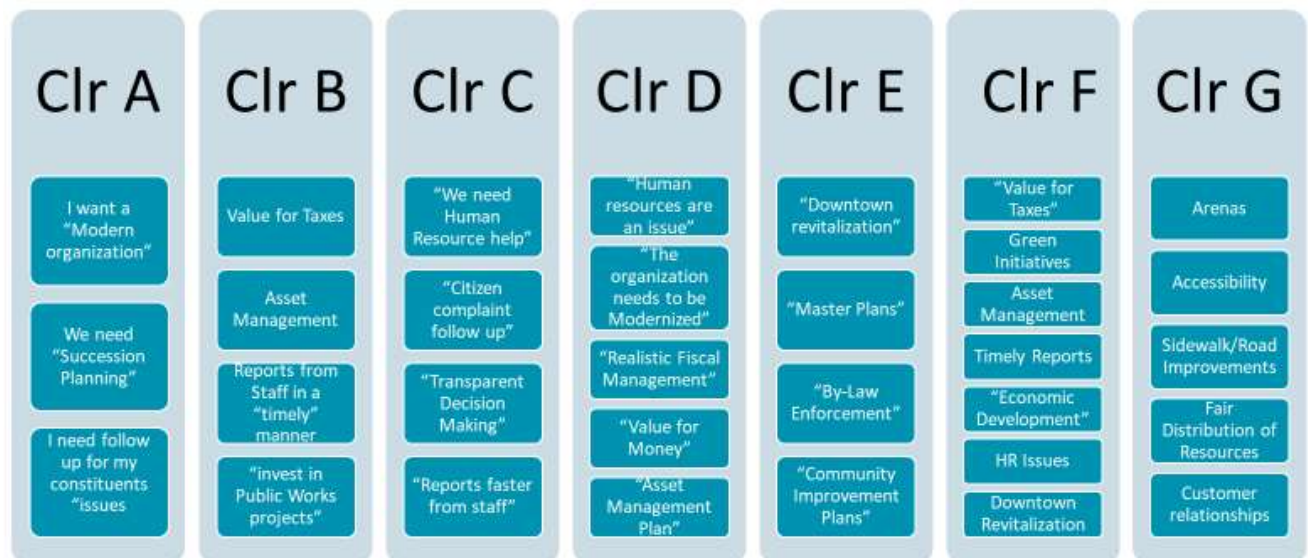 Clr A
I want a
"Modern
organization"
We need
"Succession
Planning"
I need follow
up for my
constituents
"issues
Clr B
Value for Taxes
Asset
Management
Reports from
Staff in a
"timely"
manner
"invest in
Public Works
projects"
Clr C
"We need
Human
Resource help"
"Citizen
complaint
follow up"
"Transparent
Decision
Making"
"Reports faster
from staff"
Clr D
"Human
resources are
an issue"
"The
organization
needs to be
Modernized"
"Realistic Fiscal
Management"
"Value for
Money"
"Asset
Management
Plan"
Clr E
"Downtown
revitalization"
"Master Plans"
"By-Law
Enforcement"
"Community
Improvement
Plans"
Clr F
"Value for
Taxes"
Green
Initiatives
Asset
Management
Timely Reports
"Economic
Development"
HR Issues
Downtown
Revitalization
Clr G
Arenas
Accessibility
Sidewalk/Road
Improvements
Fair
Distribution of
Resources
Customer
relationships